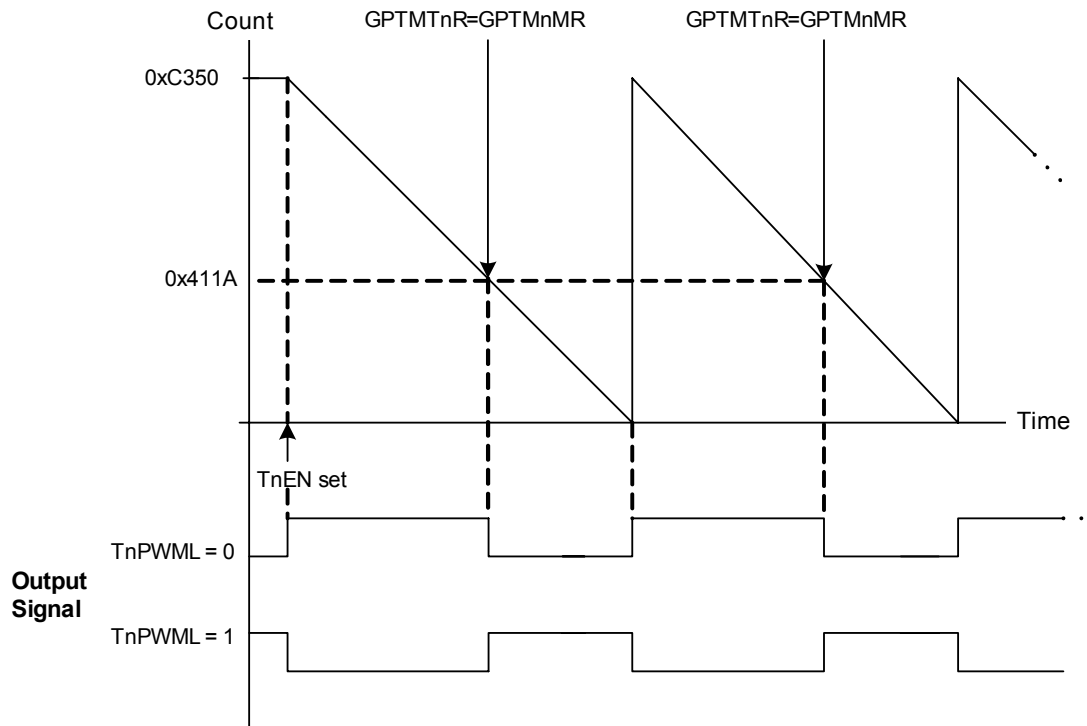 Count
GPTMTnR=GPTMnMR
GPTMTnR=GPTMnMR
0xC350
0x411A
Time
TnEN set
TnPWML = 0
Output
Signal
TnPWML = 1